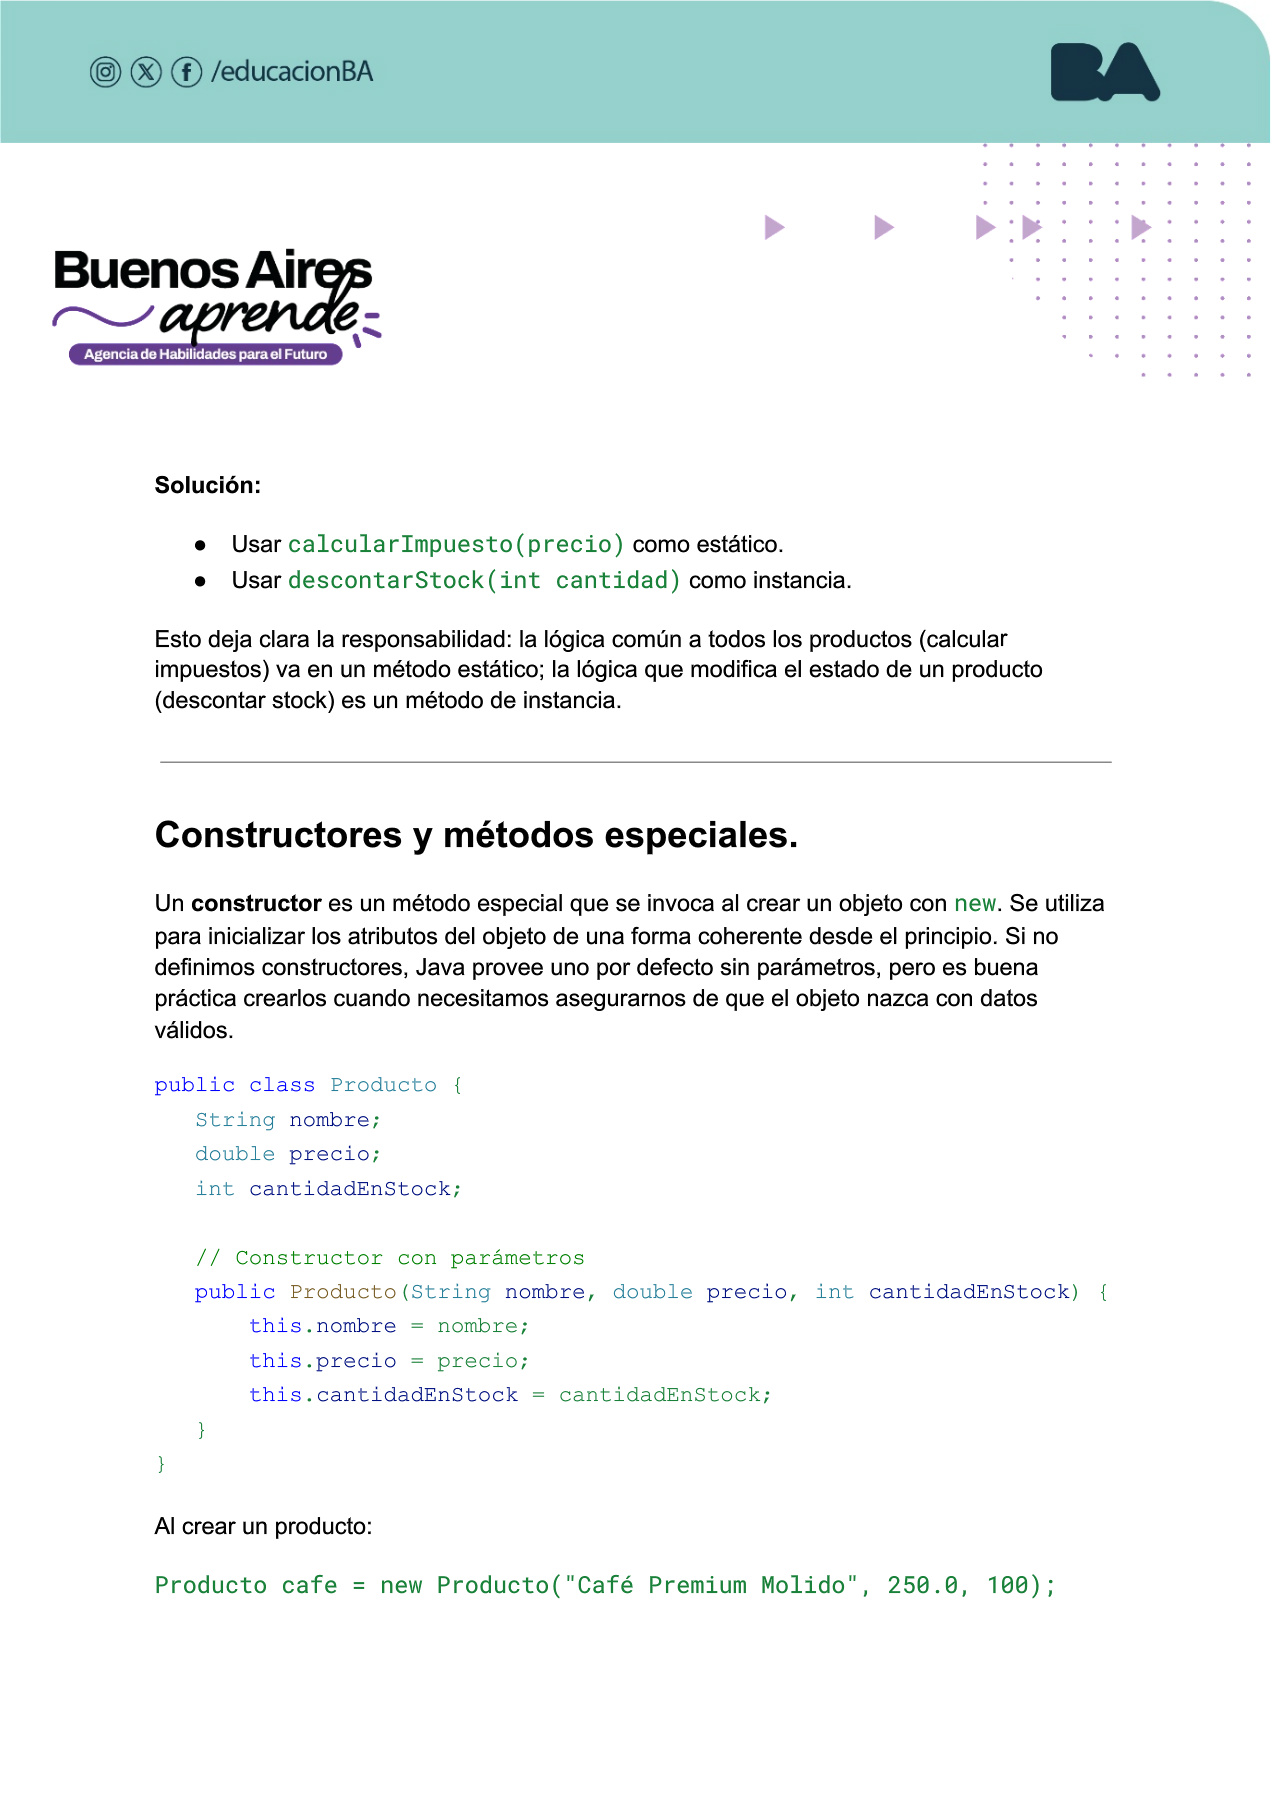 /educacionBA
BA
Buenos Aires
aprende
Agencia de Habilidades para el Futuro
Solución:
● Usar calcularImpuesto(precio) como estático.
● Usar descontarStock(int cantidad) como instancia.
Esto deja clara la responsabilidad: la lógica común a todos los productos (calcular
impuestos) va en un método estático; la lógica que modifica el estado de un producto
(descontar stock) es un método de instancia.
Constructores y métodos especiales.
Un constructor es un método especial que se invoca al crear un objeto con new. Se utiliza
para inicializar los atributos del objeto de una forma coherente desde el principio. Si no
definimos constructores, Java provee uno por defecto sin parámetros, pero es buena
práctica crearlos cuando necesitamos asegurarnos de que el objeto nazca con datos
válidos.
public class Producto {
   String nombre;
   double precio;
   int cantidadEnStock;
   // Constructor con parámetros
   public Producto(String nombre, double precio, int cantidadEnStock) {
       this.nombre = nombre;
       this.precio = precio;
       this.cantidadEnStock = cantidadEnStock;
   }
}
Al crear un producto:
Producto cafe = new Producto("Café Premium Molido", 250.0, 100);